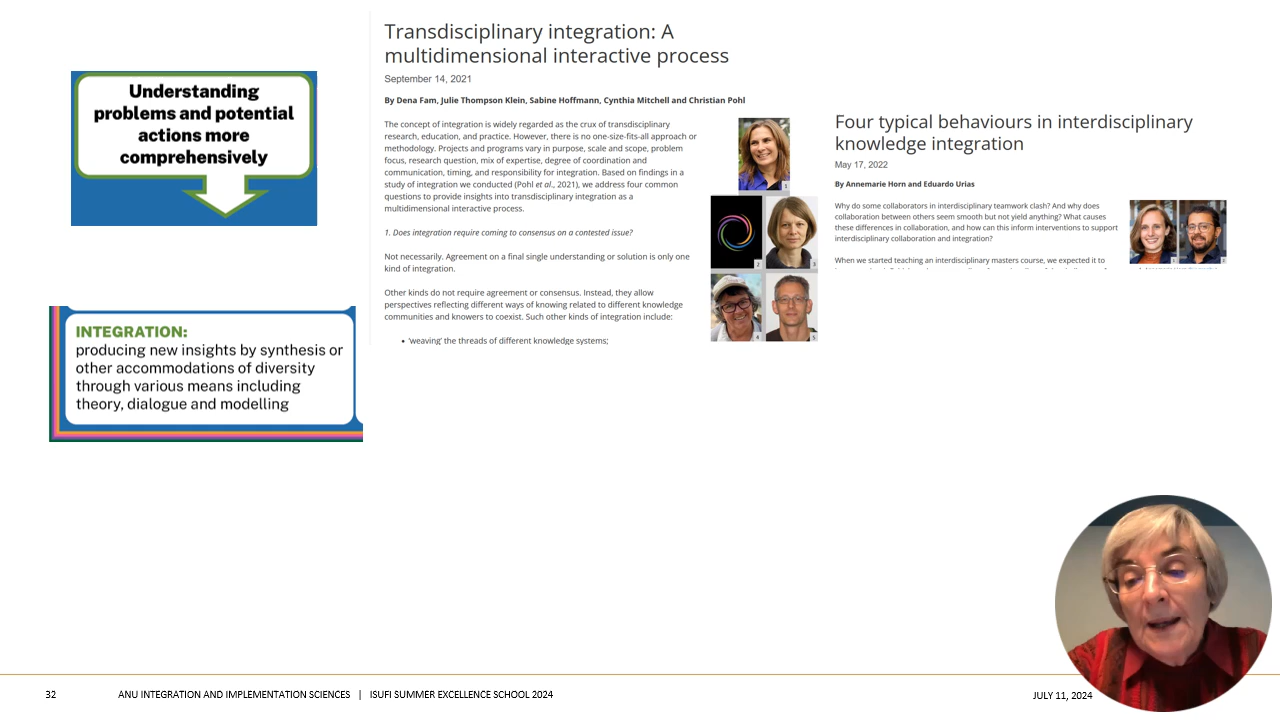 Understanding
problems and potential
actions more
comprehensively
INTEGRATION:
producing new insights by synthesis or
other accommodations of diversity
through various means including
theory, dialogue and modelling
Transdisciplinary integration: A
multidimensional interactive process
September 14, 2021
By Dena Fam, Julie Thompson Klein, Sabine Hoffmann, Cynthia Mitchell and Christian Pohl
The concept of integration is widely regarded as the crux of transdisciplinary
research, education, and practice. However, there is no one-size-fits-all approach or
methodology. Projects and programs vary in purpose, scale and scope, problem
focus, research question, mix of expertise, degree of coordination and
communication, timing, and responsibility for integration. Based on findings in a
study of integration we conducted (Pohl et al., 2021), we address four common
questions to provide insights into transdisciplinary integration as a
multidimensional interactive process.
1. Does integration require coming to consensus on a contested issue?
Not necessarily. Agreement on a final single understanding or solution is only one
kind of integration.
Other kinds do not require agreement or consensus. Instead, they allow
perspectives reflecting different ways of knowing related to different knowledge
communities and knowers to coexist. Such other kinds of integration include:
• 'weaving' the threads of different knowledge systems;
1
2
3
4
5
Four typical behaviours in interdisciplinary
knowledge integration
May 17, 2022
By Annemarie Horn and Eduardo Urias
Why do some collaborators in interdisciplinary teamwork clash? And why does
collaboration between others seem smooth but not yield anything? What causes
these differences in collaboration, and how can this inform interventions to support
interdisciplinary collaboration and integration?
When we started teaching an interdisciplinary masters course, we expected it to
32
ANU INTEGRATION AND IMPLEMENTATION SCIENCES | ISUFI SUMMER EXCELLENCE SCHOOL 2024
JULY 11, 2024